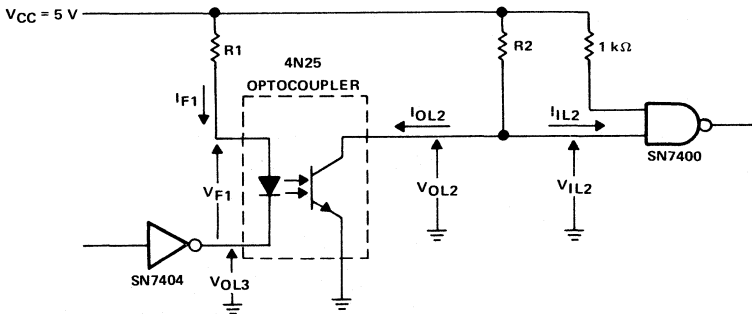 VCC = 5 V
R1
R2
1 kΩ
4N25
OPTOCOUPLER
IF1
IOL2
IIL2
SN7400
VF1
VOL2
VIL2
SN7404
VOL3